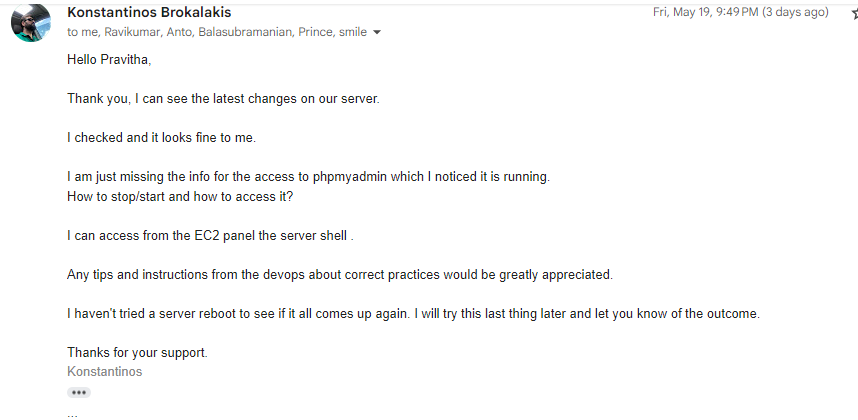 Konstantinos Brokalakis
Fri, May 19, 9:49 PM (3 days ago)
to me, Ravikumar, Anto, Balasubramanian, Prince, smile
Hello Pravitha,
Thank you, I can see the latest changes on our server.
I checked and it looks fine to me.
I am just missing the info for the access to phpmyadmin which I noticed it is running.
How to stop/start and how to access it?
I can access from the EC2 panel the server shell .
Any tips and instructions from the devops about correct practices would be greatly appreciated.
I haven't tried a server reboot to see if it all comes up again. I will try this last thing later and let you know of the outcome.
Thanks for your support.
Konstantinos
...